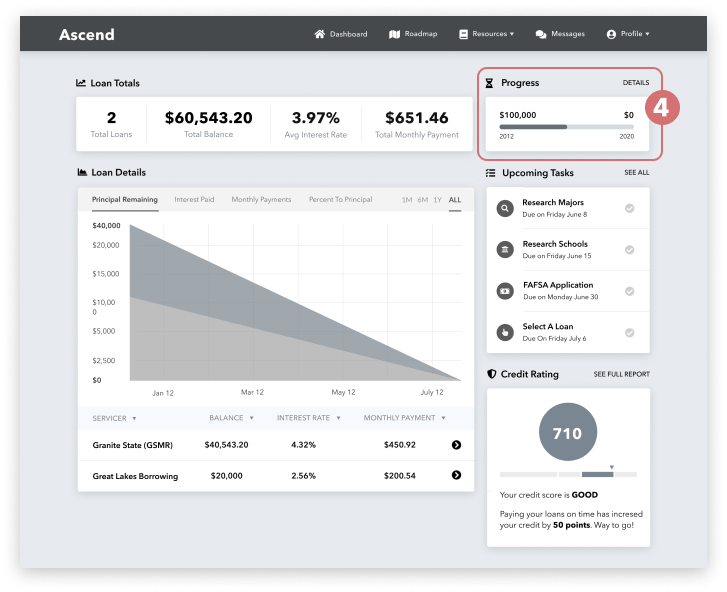 Ascend
Dashboard
Roadmap
Resources
Messages
Profile
Loan Totals
2
Total Loans
$60,543.20
Total Balance
3.97%
Avg Interest Rate
$651.46
Total Monthly Payment
Progress
DETAILS
4
$100,000
$0
2012
2020
Loan Details
Principal Remaining
Interest Paid
Monthly Payments
Percent To Principal
1M
6M
1Y
ALL
$40,000
$20,000
$15,000
$10,00
0
$5,000
$2,500
$0
Jan 12
Mar 12
May 12
July 12
SERVICER
BALANCE
INTEREST RATE
MONTHLY PAYMENT
Granite State (GSMR)
$40,543.20
4.32%
$450.92
Great Lakes Borrowing
$20,000
2.56%
$200.54
Upcoming Tasks
SEE ALL
Research Majors
Due on Friday June 8
Research Schools
Due on Friday June 15
FAFSA Application
Due on Monday June 30
Select A Loan
Due On Friday July 6
Credit Rating
SEE FULL REPORT
710
Your credit score is GOOD
Paying your loans on time has incresed
your credit by 50 points. Way to go!